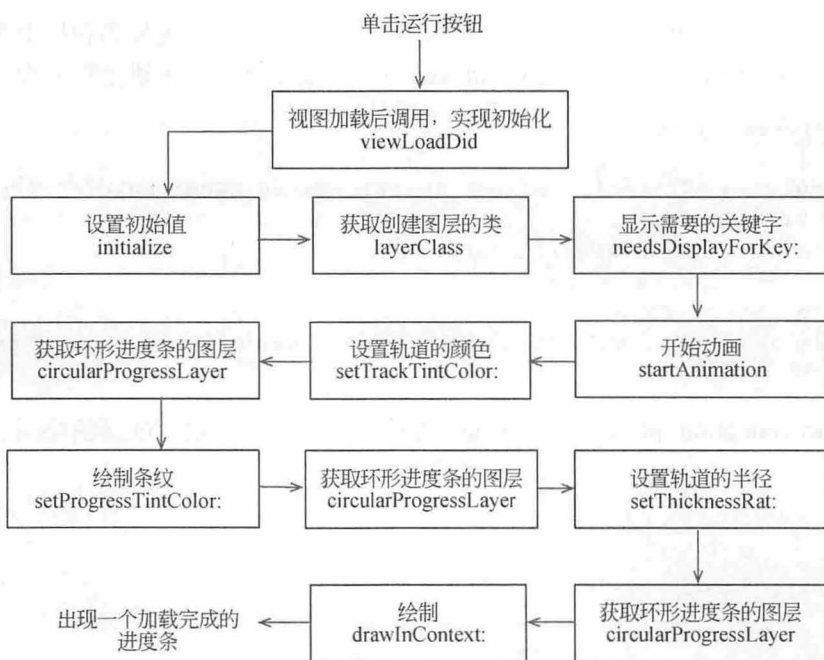 单击运行按钮
视图加载后调用，实现初始化
viewLoadDid
设置初始值
initialize
获取创建图层的类
layerClass
显示需要的关键字
needsDisplayForKey:
开始动画
startAnimation
设置轨道的颜色
setTrackTintColor:
获取环形进度条的图层
circularProgressLayer
绘制条纹
setProgressTintColor:
获取环形进度条的图层
circularProgressLayer
设置轨道的半径
setThicknessRat:
获取环形进度条的图层
circularProgressLayer
绘制
drawInContext:
出现一个加载完成的
进度条